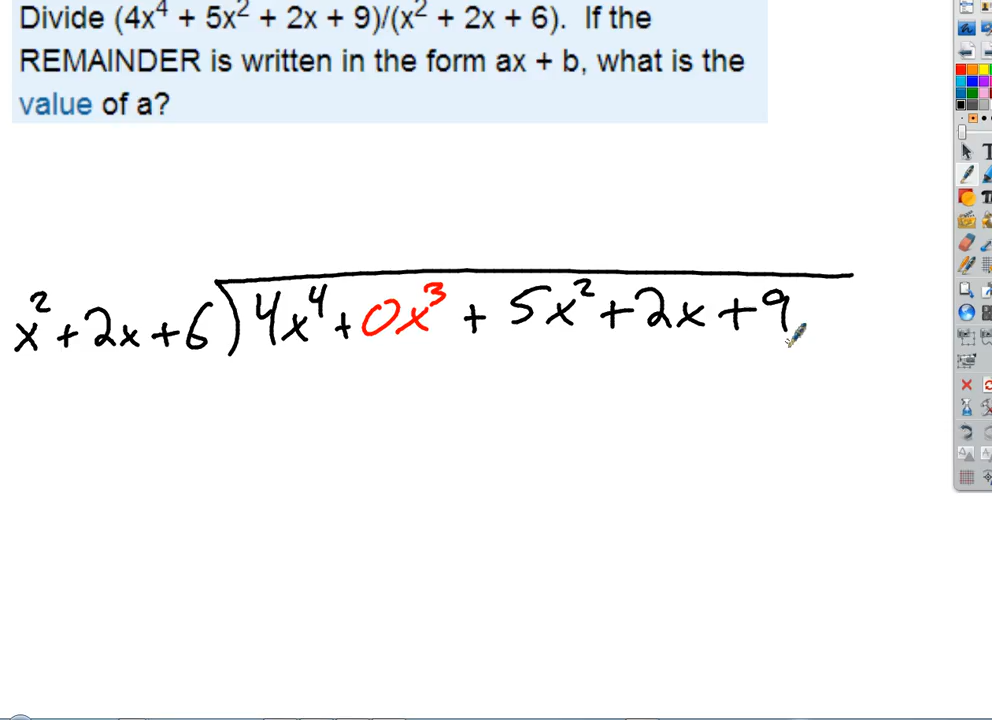 Divide (4x⁴ + 5x² + 2x + 9)/(x² + 2x + 6). If the
REMAINDER is written in the form ax + b, what is the
value of a?
x² + 2x + 6 ) 4x⁴ + 0x³ + 5x² + 2x + 9